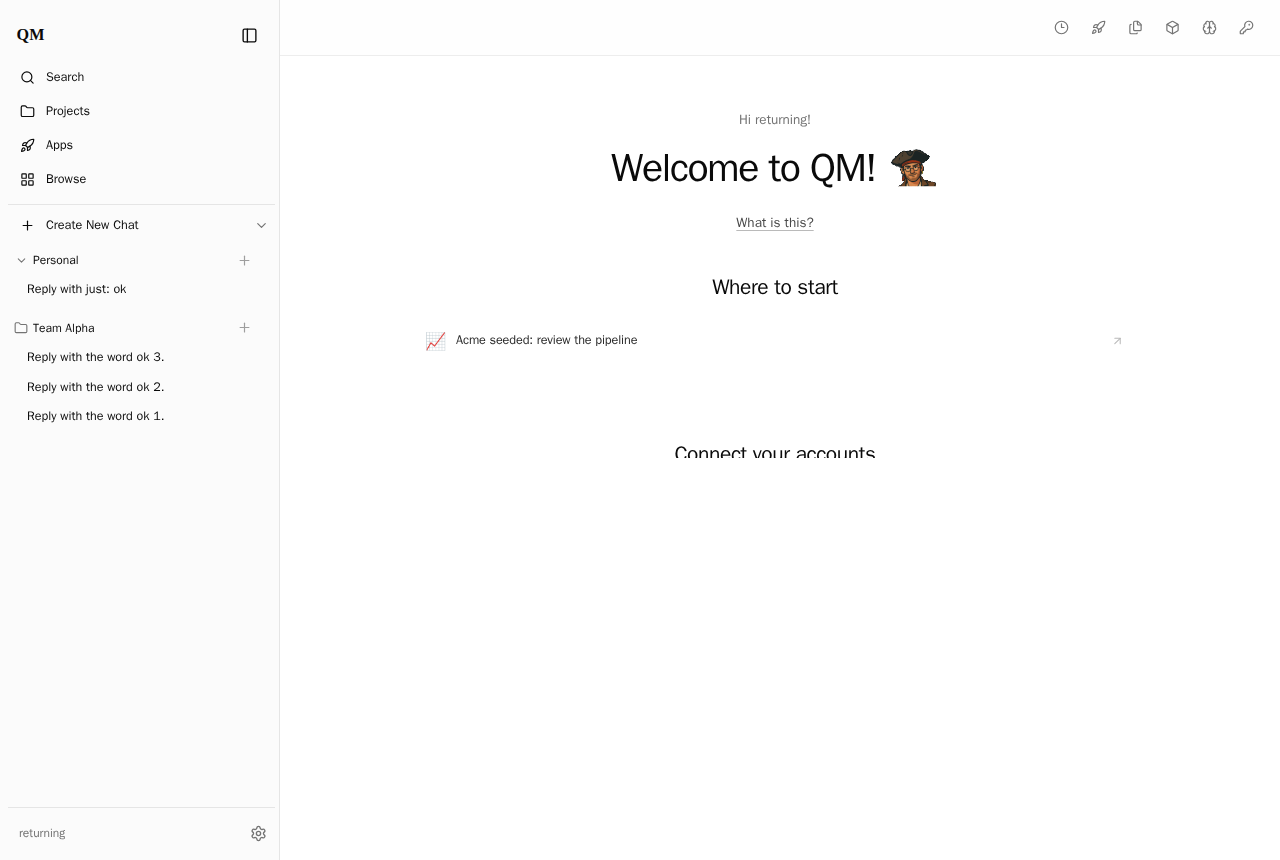 QM
Search
Projects
Apps
Browse
Create New Chat
Personal
Reply with just: ok
Team Alpha
Reply with the word ok 3.
Reply with the word ok 2.
Reply with the word ok 1.
returning
Hi returning!
Welcome to QM!
What is this?
Where to start
Acme seeded: review the pipeline
Connect your accounts